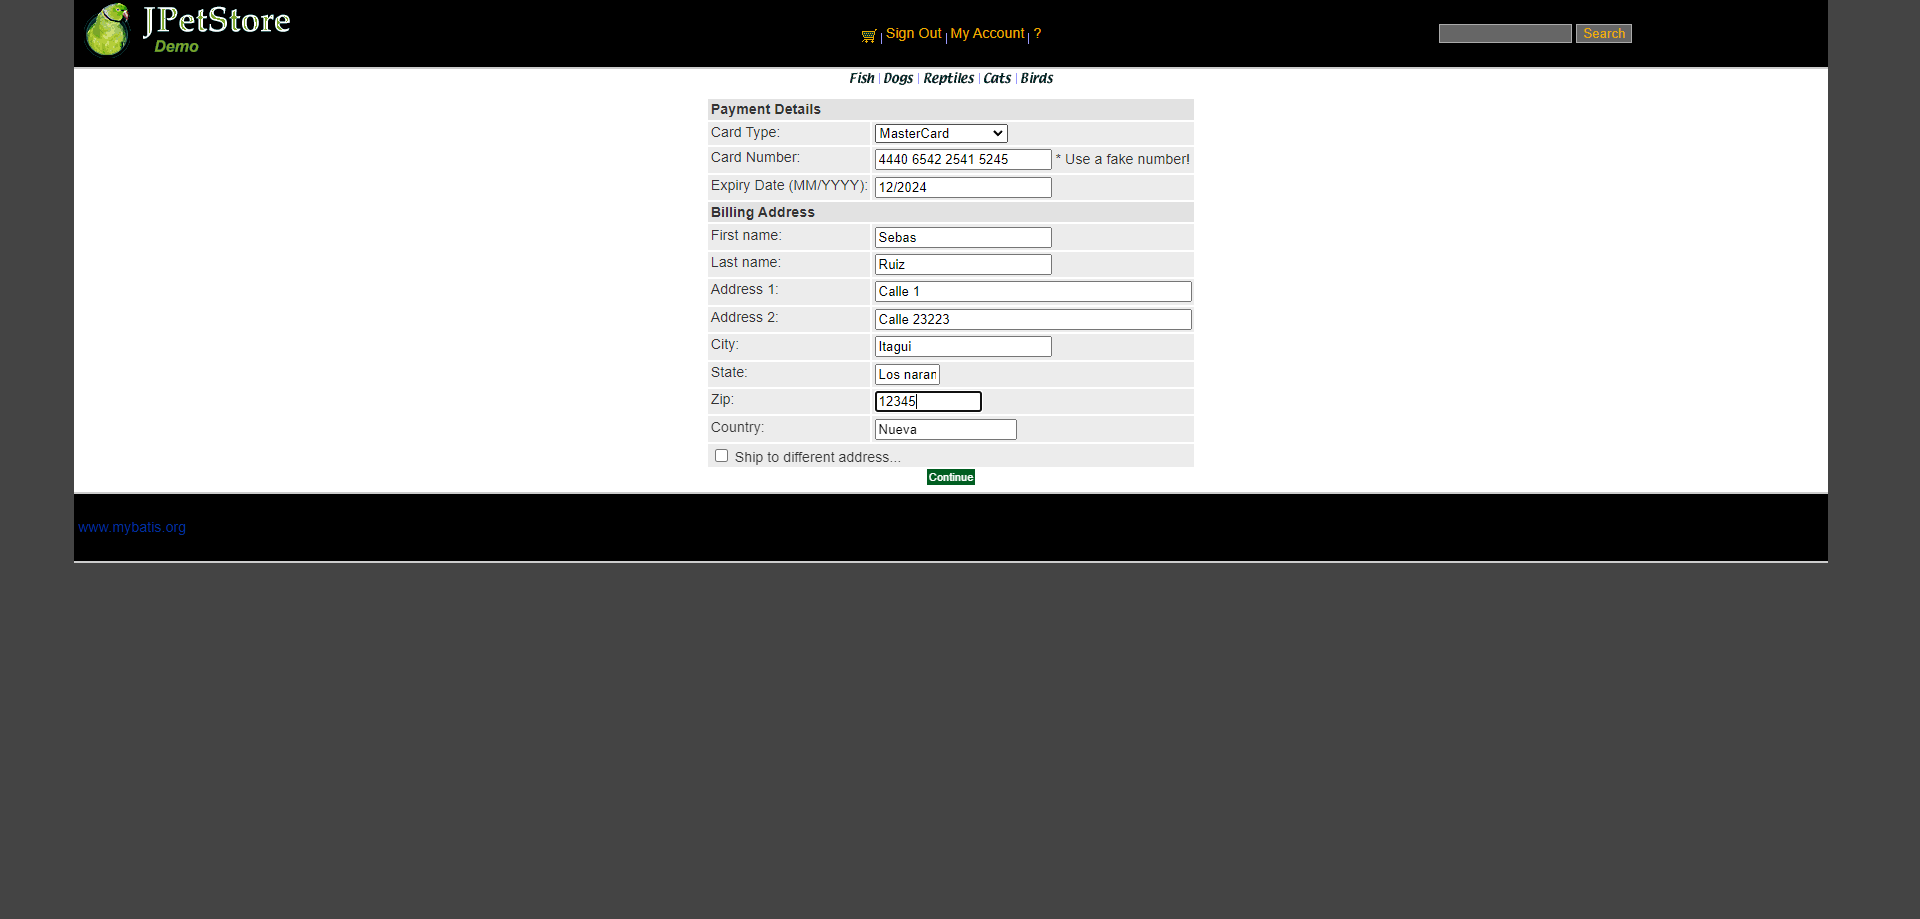 JPetStore
Demo
Sign Out | My Account | ?
Search
Fish | Dogs | Reptiles | Cats | Birds
Payment Details
Card Type: MasterCard
Card Number: 4440 6542 2541 5245 * Use a fake number!
Expiry Date (MM/YYYY): 12/2024
Billing Address
First name: Sebas
Last name: Ruiz
Address 1: Calle 1
Address 2: Calle 23223
City: Itagui
State: Los naran
Zip: 12345
Country: Nueva
Ship to different address...
Continue
www.mybatis.org